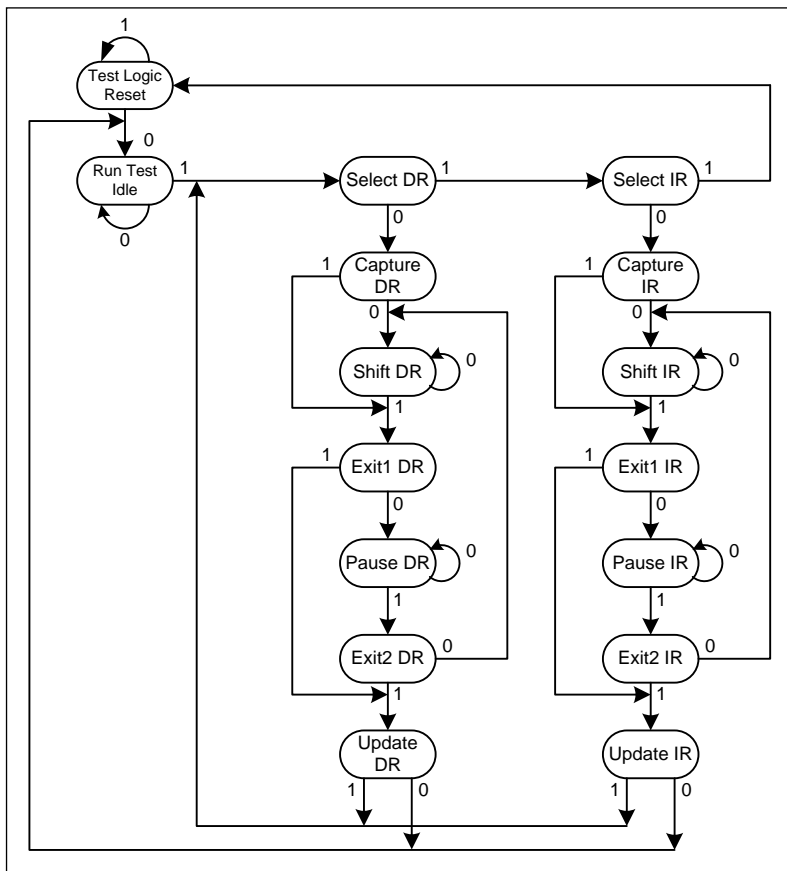 1
Test Logic
Reset
0
Run Test
Idle
1
0
Select DR
1
Select IR
1
0
0
1
Capture
DR
1
Capture
IR
0
0
Shift DR
0
Shift IR
0
1
1
1
Exit1 DR
1
Exit1 IR
0
0
Pause DR
0
Pause IR
0
1
1
Exit2 DR
0
Exit2 IR
0
1
1
Update
DR
Update IR
1
0
1
0